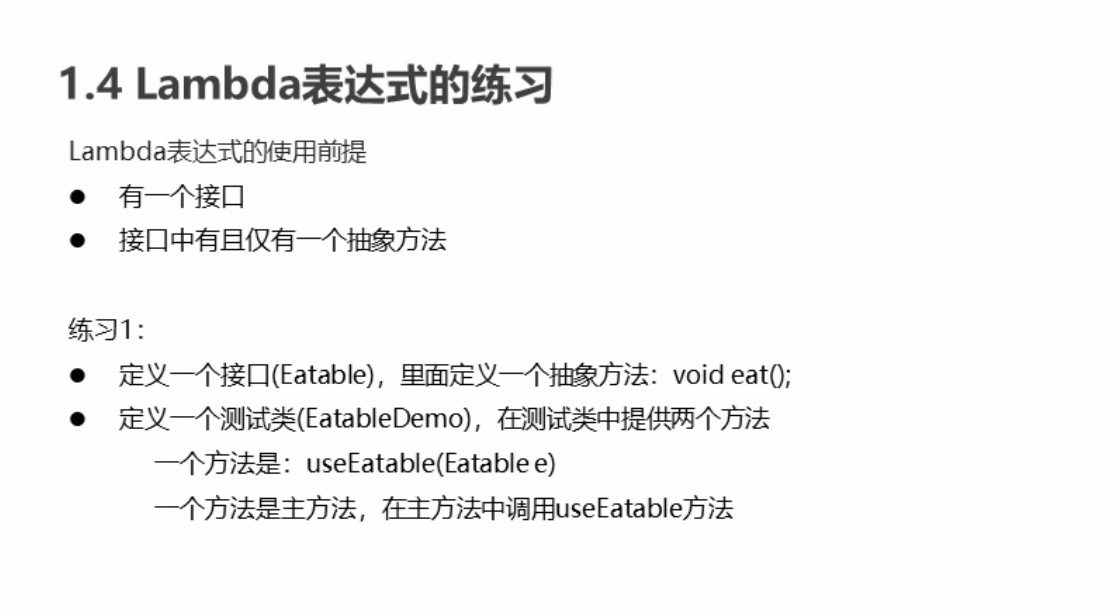 1.4 Lambda表达式的练习
Lambda表达式的使用前提
● 有一个接口
● 接口中有且仅有一个抽象方法
练习1：
● 定义一个接口(Eatable)，里面定义一个抽象方法：void eat();
● 定义一个测试类(EatableDemo)，在测试类中提供两个方法
一个方法是：useEatable(Eatable e)
一个方法是主方法，在主方法中调用useEatable方法